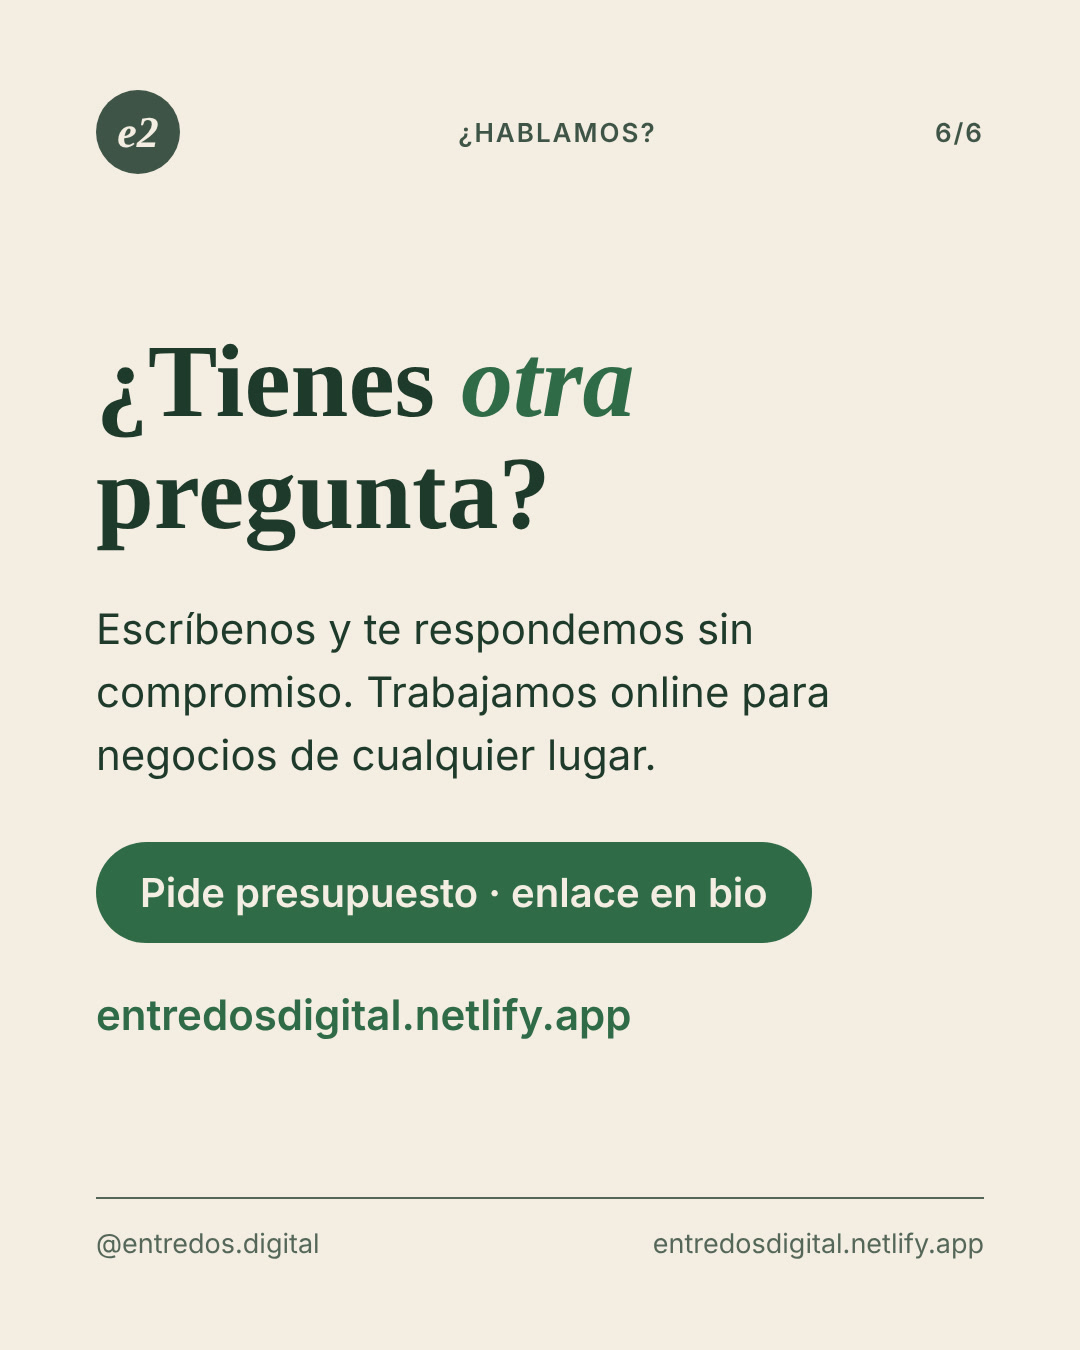 e2
¿HABLAMOS?
6/6
¿Tienes otra
pregunta?
Escríbenos y te respondemos sin
compromiso. Trabajamos online para
negocios de cualquier lugar.
Pide presupuesto · enlace en bio
entredosdigital.netlify.app
@entredos.digital
entredosdigital.netlify.app